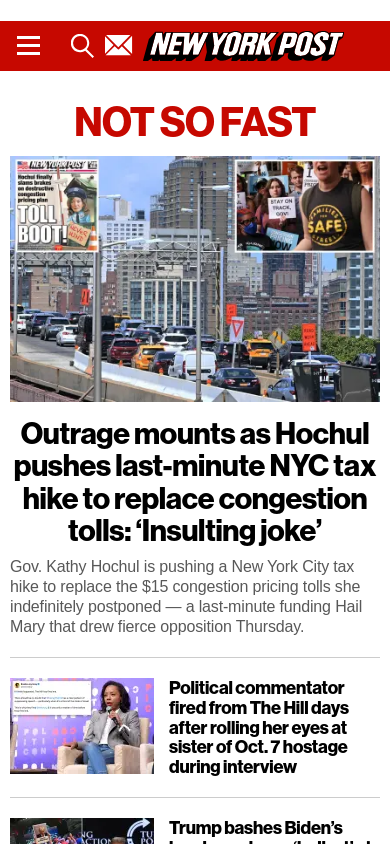 NEW YORK POST
NOT SO FAST
NEW YORK POST
Hochul finally
slams brakes
on destructive
congestion
pricing plan
TOLL
BOOT!
STAY ON
TRACK,
GOV!
FAMILIES
SAFE
Outrage mounts as Hochul
pushes last-minute NYC tax
hike to replace congestion
tolls: ‘Insulting joke’
Gov. Kathy Hochul is pushing a New York City tax
hike to replace the $15 congestion pricing tolls she
indefinitely postponed — a last-minute funding Hail
Mary that drew fierce opposition Thursday.
Political commentator
fired from The Hill days
after rolling her eyes at
sister of Oct. 7 hostage
during interview
Trump bashes Biden’s